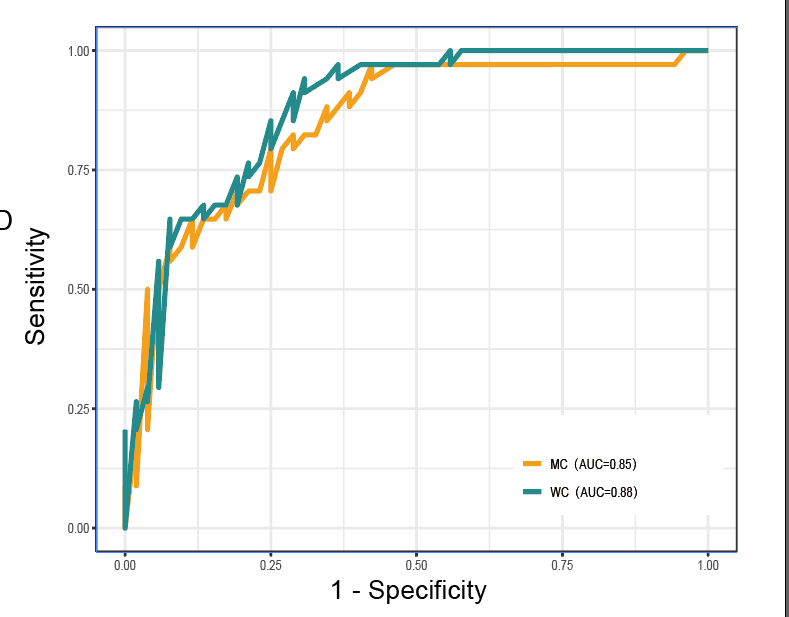 1.00
0.75
D
Sensitivity
0.50
0.25
MC (AUC=0.85)
WC (AUC=0.88)
0.00
0.00 0.25 0.50 0.75 1.00
1 - Specificity